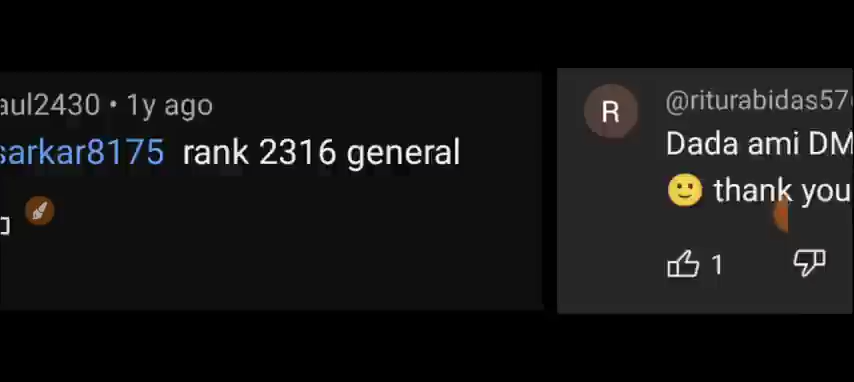 aul2430 • 1y ago
sarkar8175 rank 2316 general
R
@riturabidas57
Dada ami DM
🙂 thank you
1